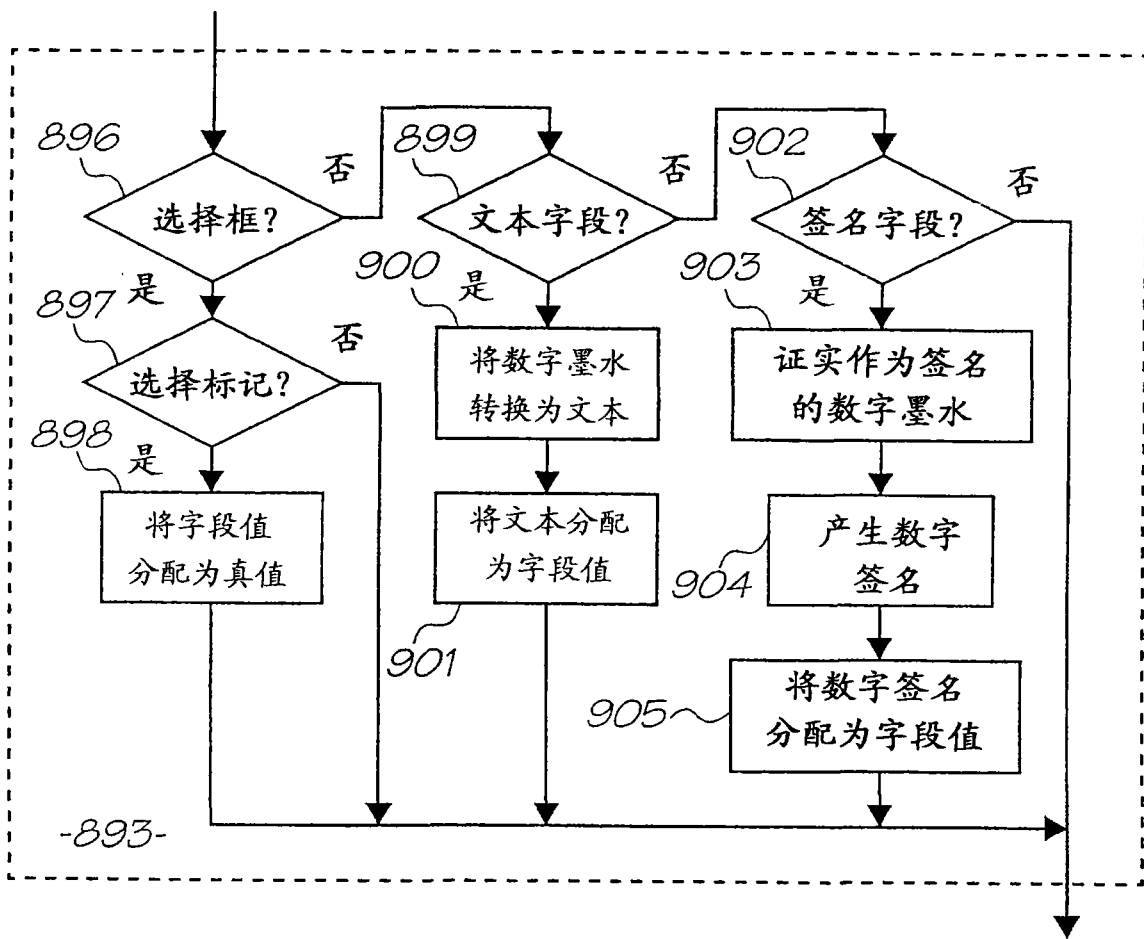 896
选择框?
否
899
文本字段?
否
902
签名字段?
否
是
897
选择标记?
否
900
是
将数字墨水
转换为文本
903
是
证实作为签名
的数字墨水
898
是
将字段值
分配为真值
将文本分配
为字段值
901
产生数字
签名
904
将数字签名
分配为字段值
905
-893-